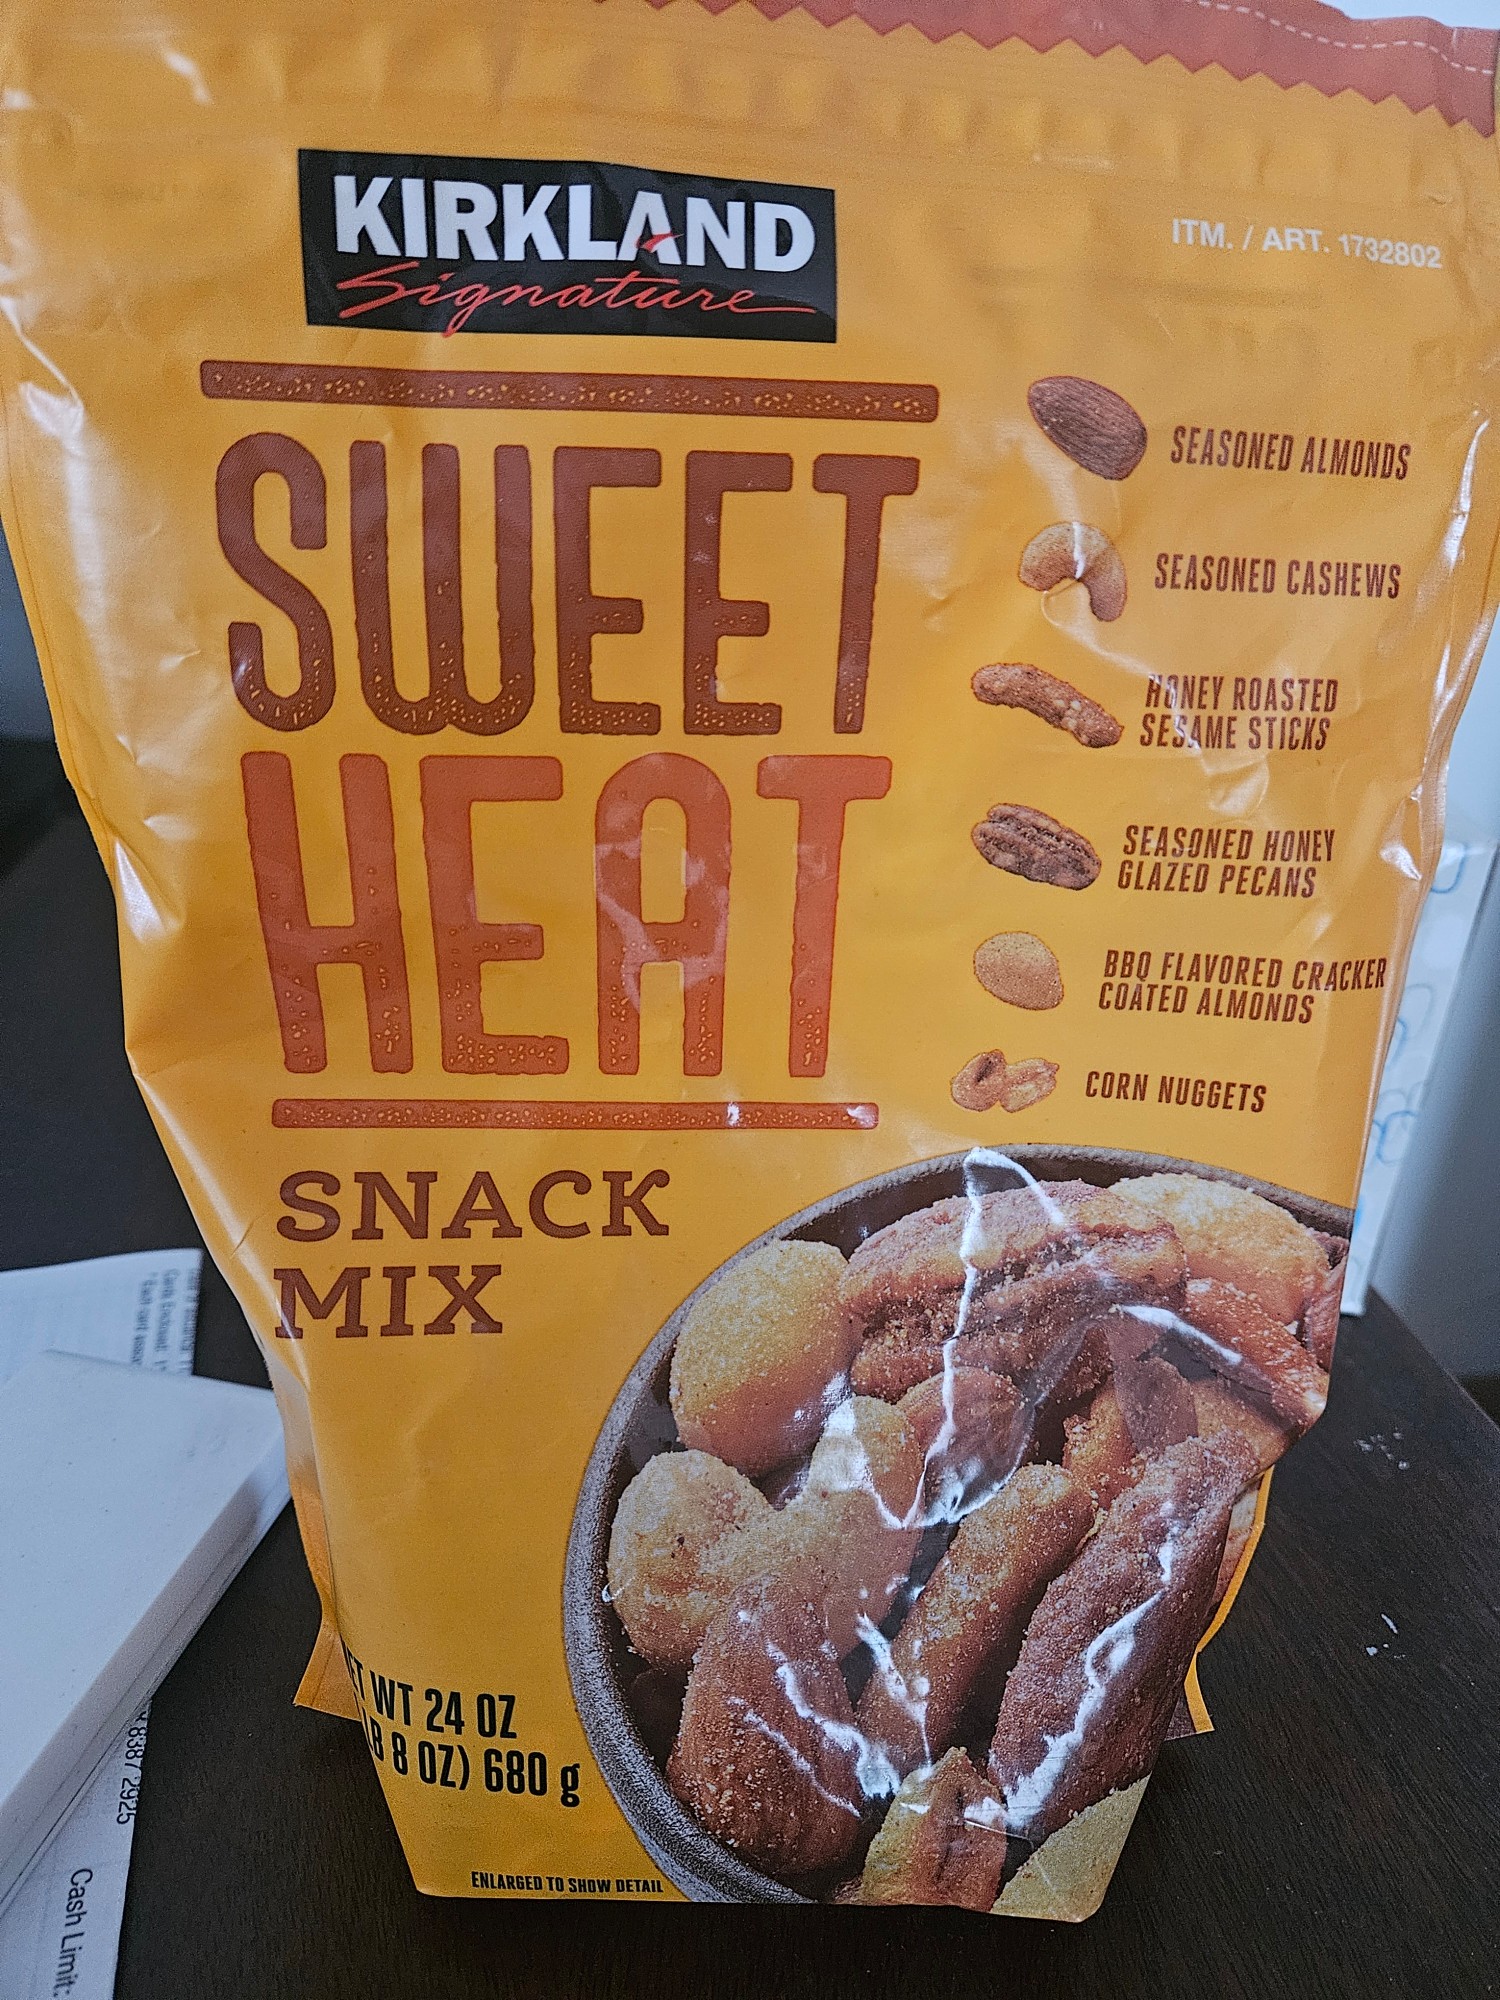 KIRKLAND
Signature
ITM. / ART. 1732802
SWEET
HEAT
SNACK
MIX
SEASONED ALMONDS
SEASONED CASHEWS
HONEY ROASTED
SESAME STICKS
SEASONED HONEY
GLAZED PECANS
BBQ FLAVORED CRACKER
COATED ALMONDS
CORN NUGGETS
WT 24 OZ
8 OZ) 680 g
ENLARGED TO SHOW DETAIL
8387 2925
Cash Limit: